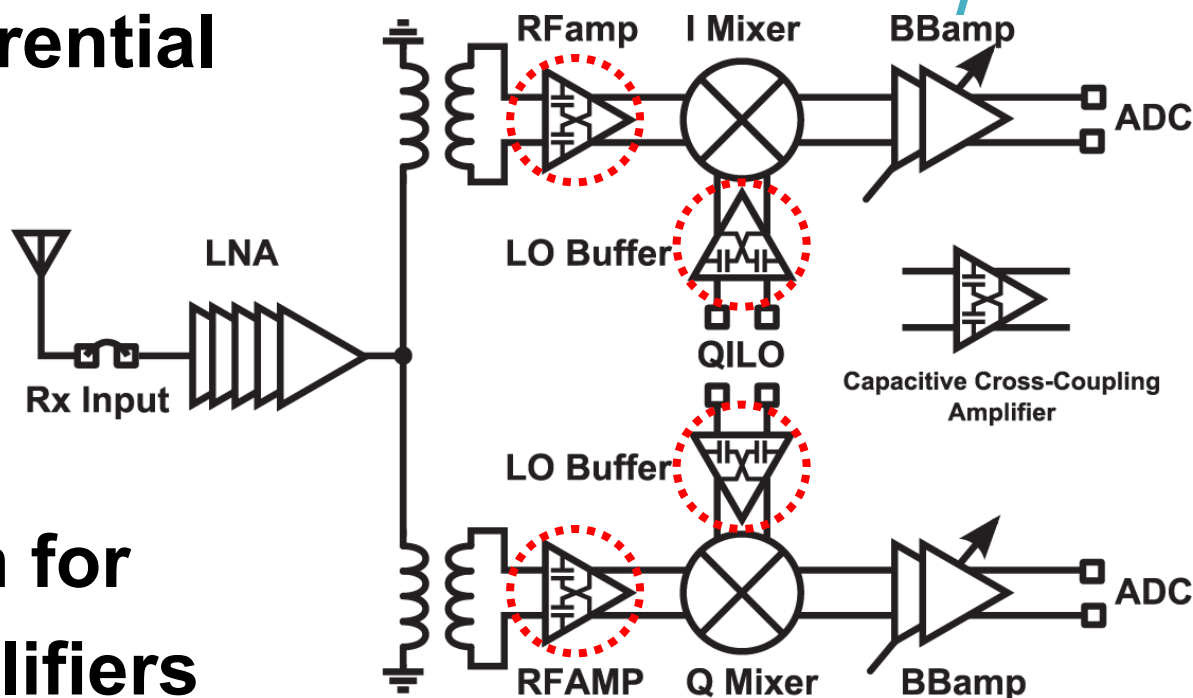 rential
RFamp
I Mixer
BBamp
ADC
LNA
LO Buffer
QILO
Rx Input
Capacitive Cross-Coupling
Amplifier
LO Buffer
n for
ADC
lifiers
RFAMP
Q Mixer
BBamp